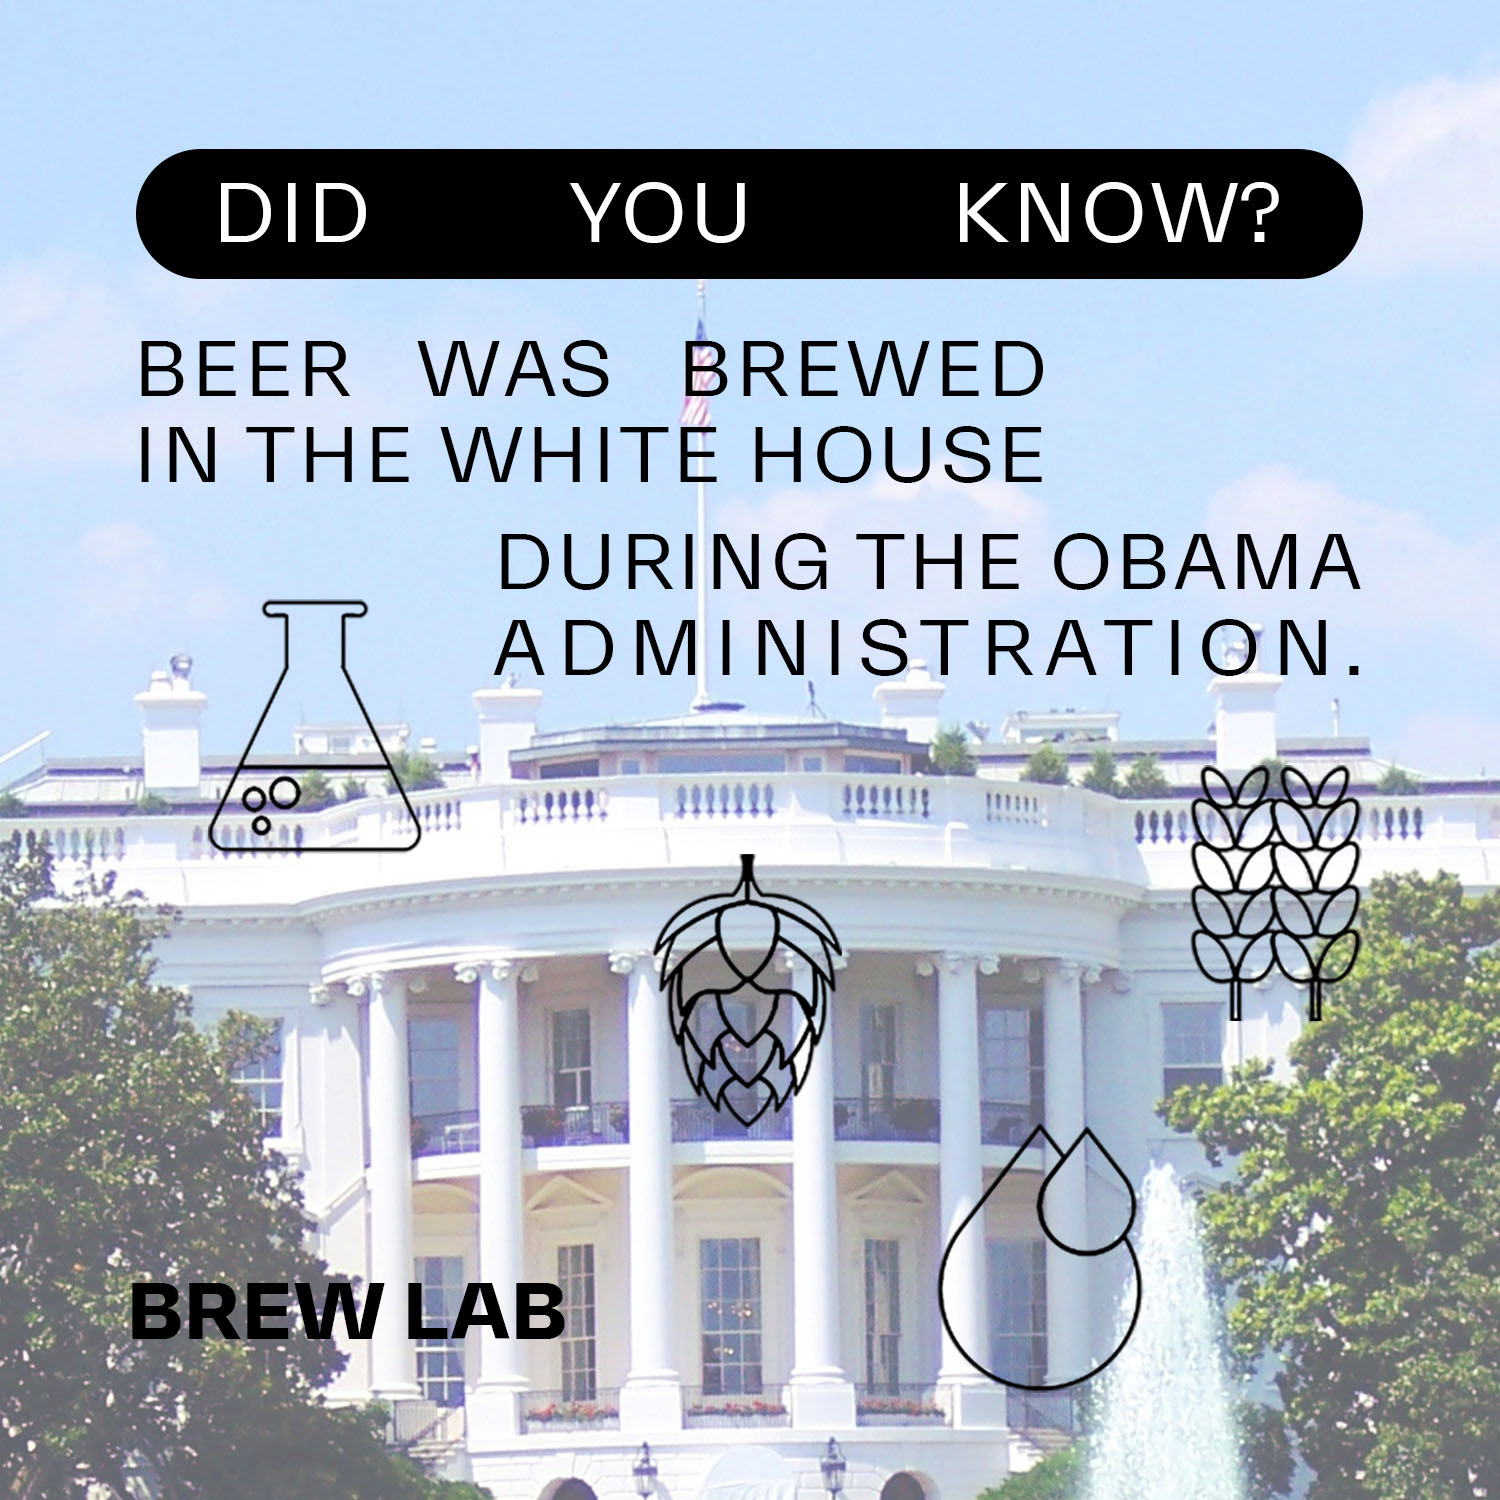 DID YOU KNOW?
BEER WAS BREWED
IN THE WHITE HOUSE
DURING THE OBAMA
ADMINISTRATION.
BREW LAB